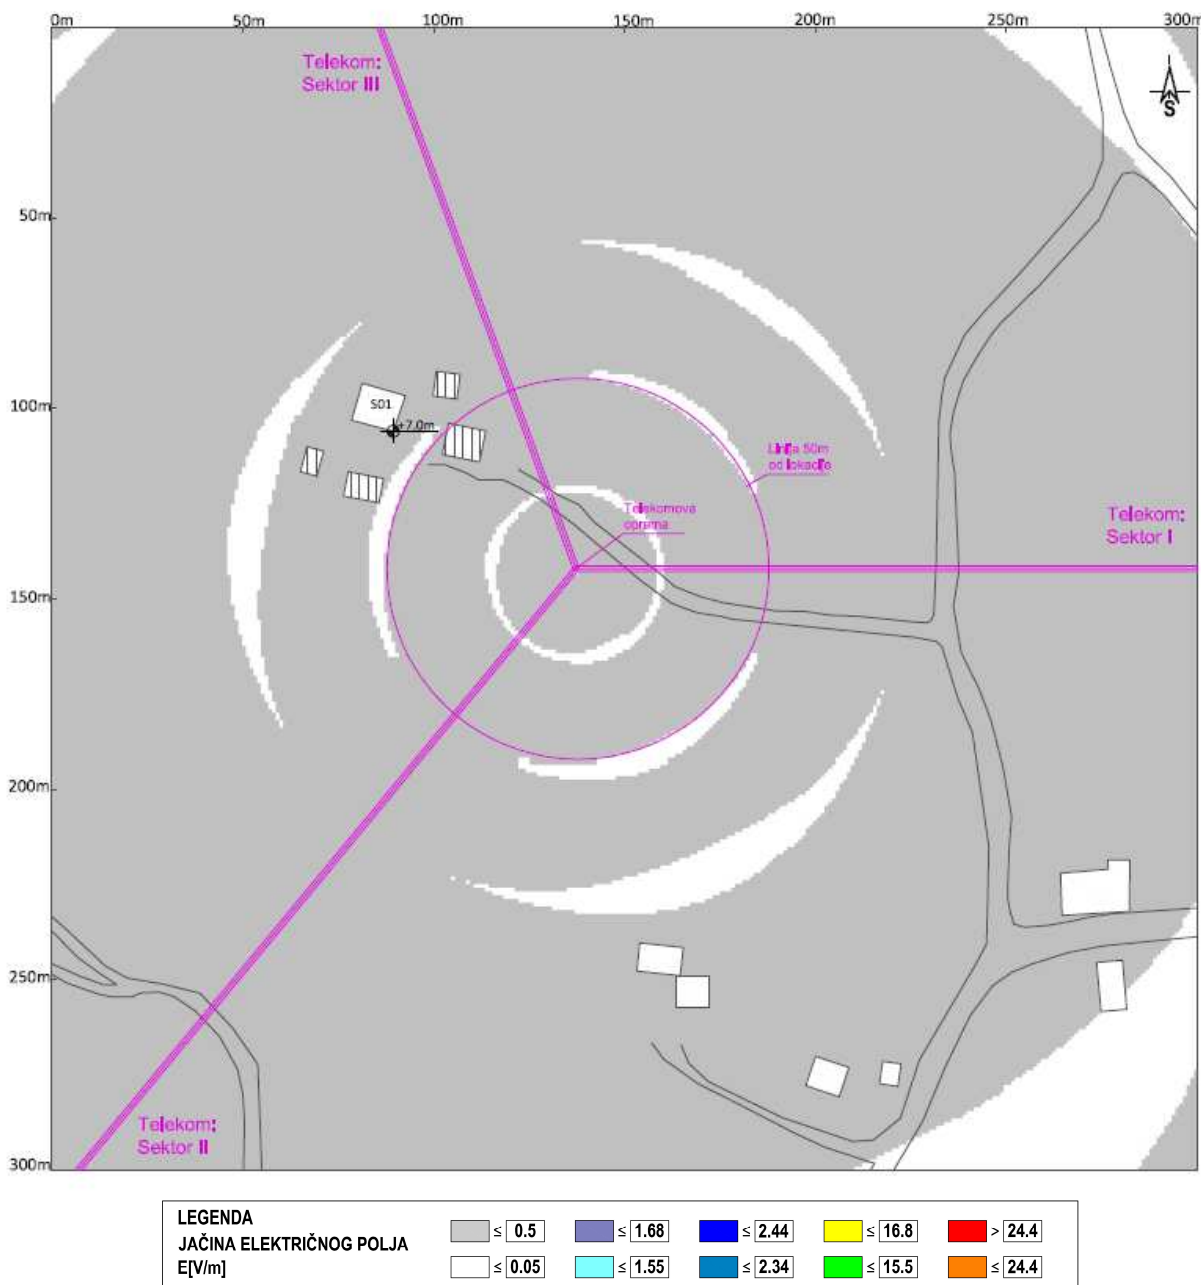 0m 50m 100m 150m 200m 250m 300m
Telekom:
Sektor III
S
50m
100m
S01
+7.0m
Linija 50m
od lokacije
Telekomova
oprema
Telekom:
Sektor I
150m
200m
250m
Telekom:
Sektor II
300m
LEGENDA
JAČINA ELEKTRIČNOG POLJA
E[V/m]
≤ 0.5 ≤ 1.68 ≤ 2.44 ≤ 16.8 > 24.4
≤ 0.05 ≤ 1.55 ≤ 2.34 ≤ 15.5 ≤ 24.4